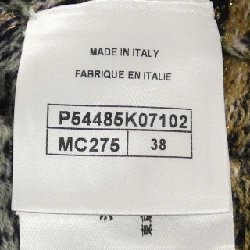 MADE IN ITALY
FABRIQUE EN ITALIE
P54485K07102
MC275 38